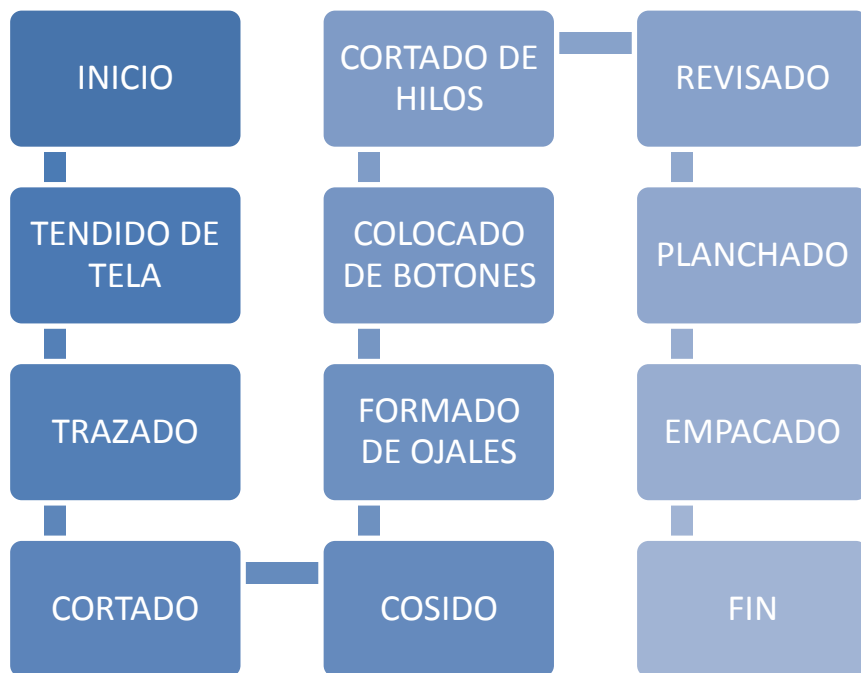 INICIO
TENDIDO DE
TELA
TRAZADO
CORTADO
COSIDO
FORMADO
DE OJALES
COLOCADO
DE BOTONES
CORTADO DE
HILOS
REVISADO
PLANCHADO
EMPACADO
FIN